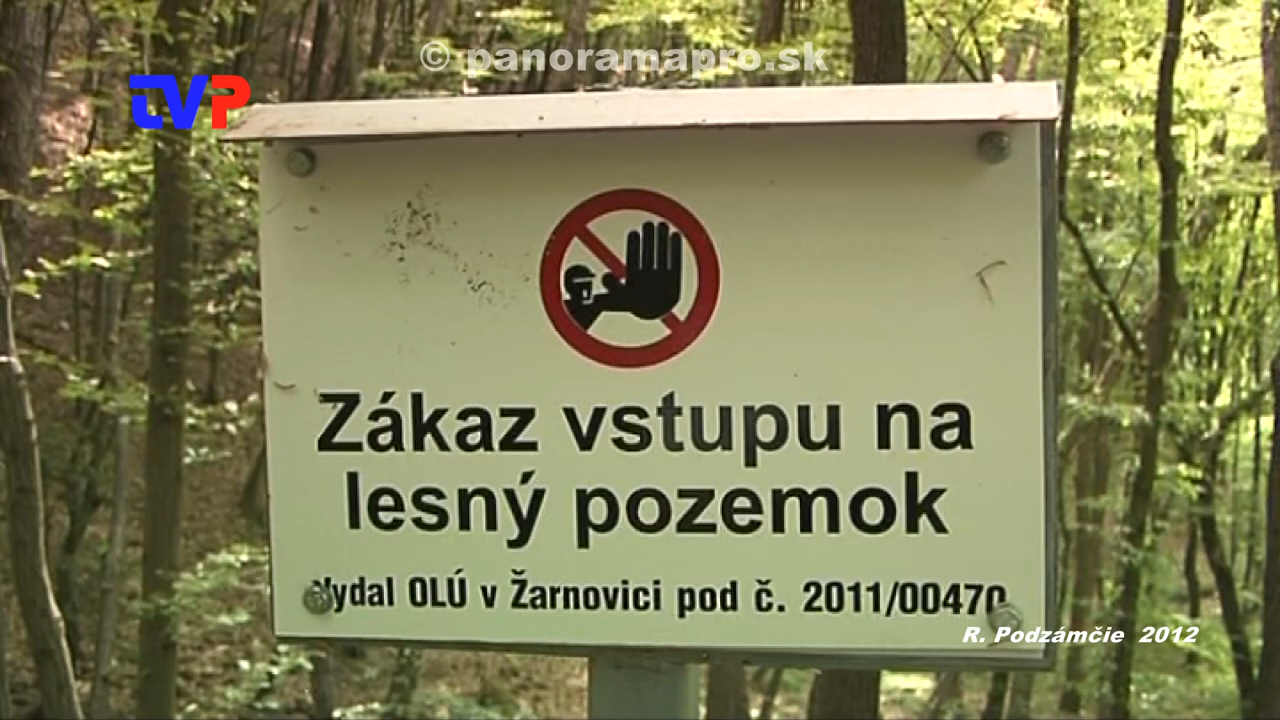 © panoramapro.sk
TVP
Zákaz vstupu na
lesný pozemok
Vydal OLÚ v Žarnovici pod č. 2011/00470
R. Podzámčie 2012